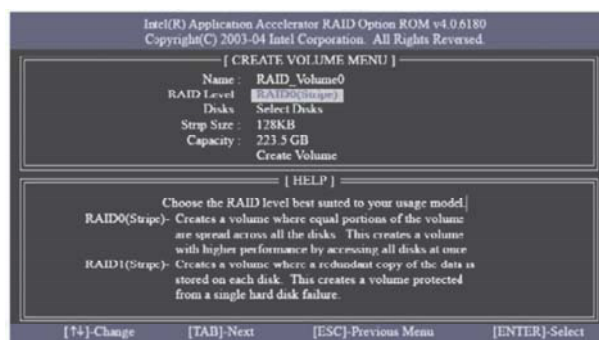 Intel(R) Application Accelerator RAID Option ROM v4.0.6180
Copyright(C) 2003-04 Intel Corporation. All Rights Reversed.
[ CREATE VOLUME MENU ]
Name : RAID_Volume0
RAID Level RAID0(Stripe)
Disks Select Disks
Strip Size : 128KB
Capacity : 223.5 GB
Create Volume
[ HELP ]
Choose the RAID level best suited to your usage model.
RAID0(Stripe)- Creates a volume where equal portions of the volume
are spread across all the disks. This creates a volume
with higher performance by accessing all disks at once
RAID1(Stripe)- Creates a volume where a redundant copy of the data is
stored on each disk. This creates a volume protected
from a single hard disk failure.
[↑↓]-Change [TAB]-Next [ESC]-Previous Menu [ENTER]-Select